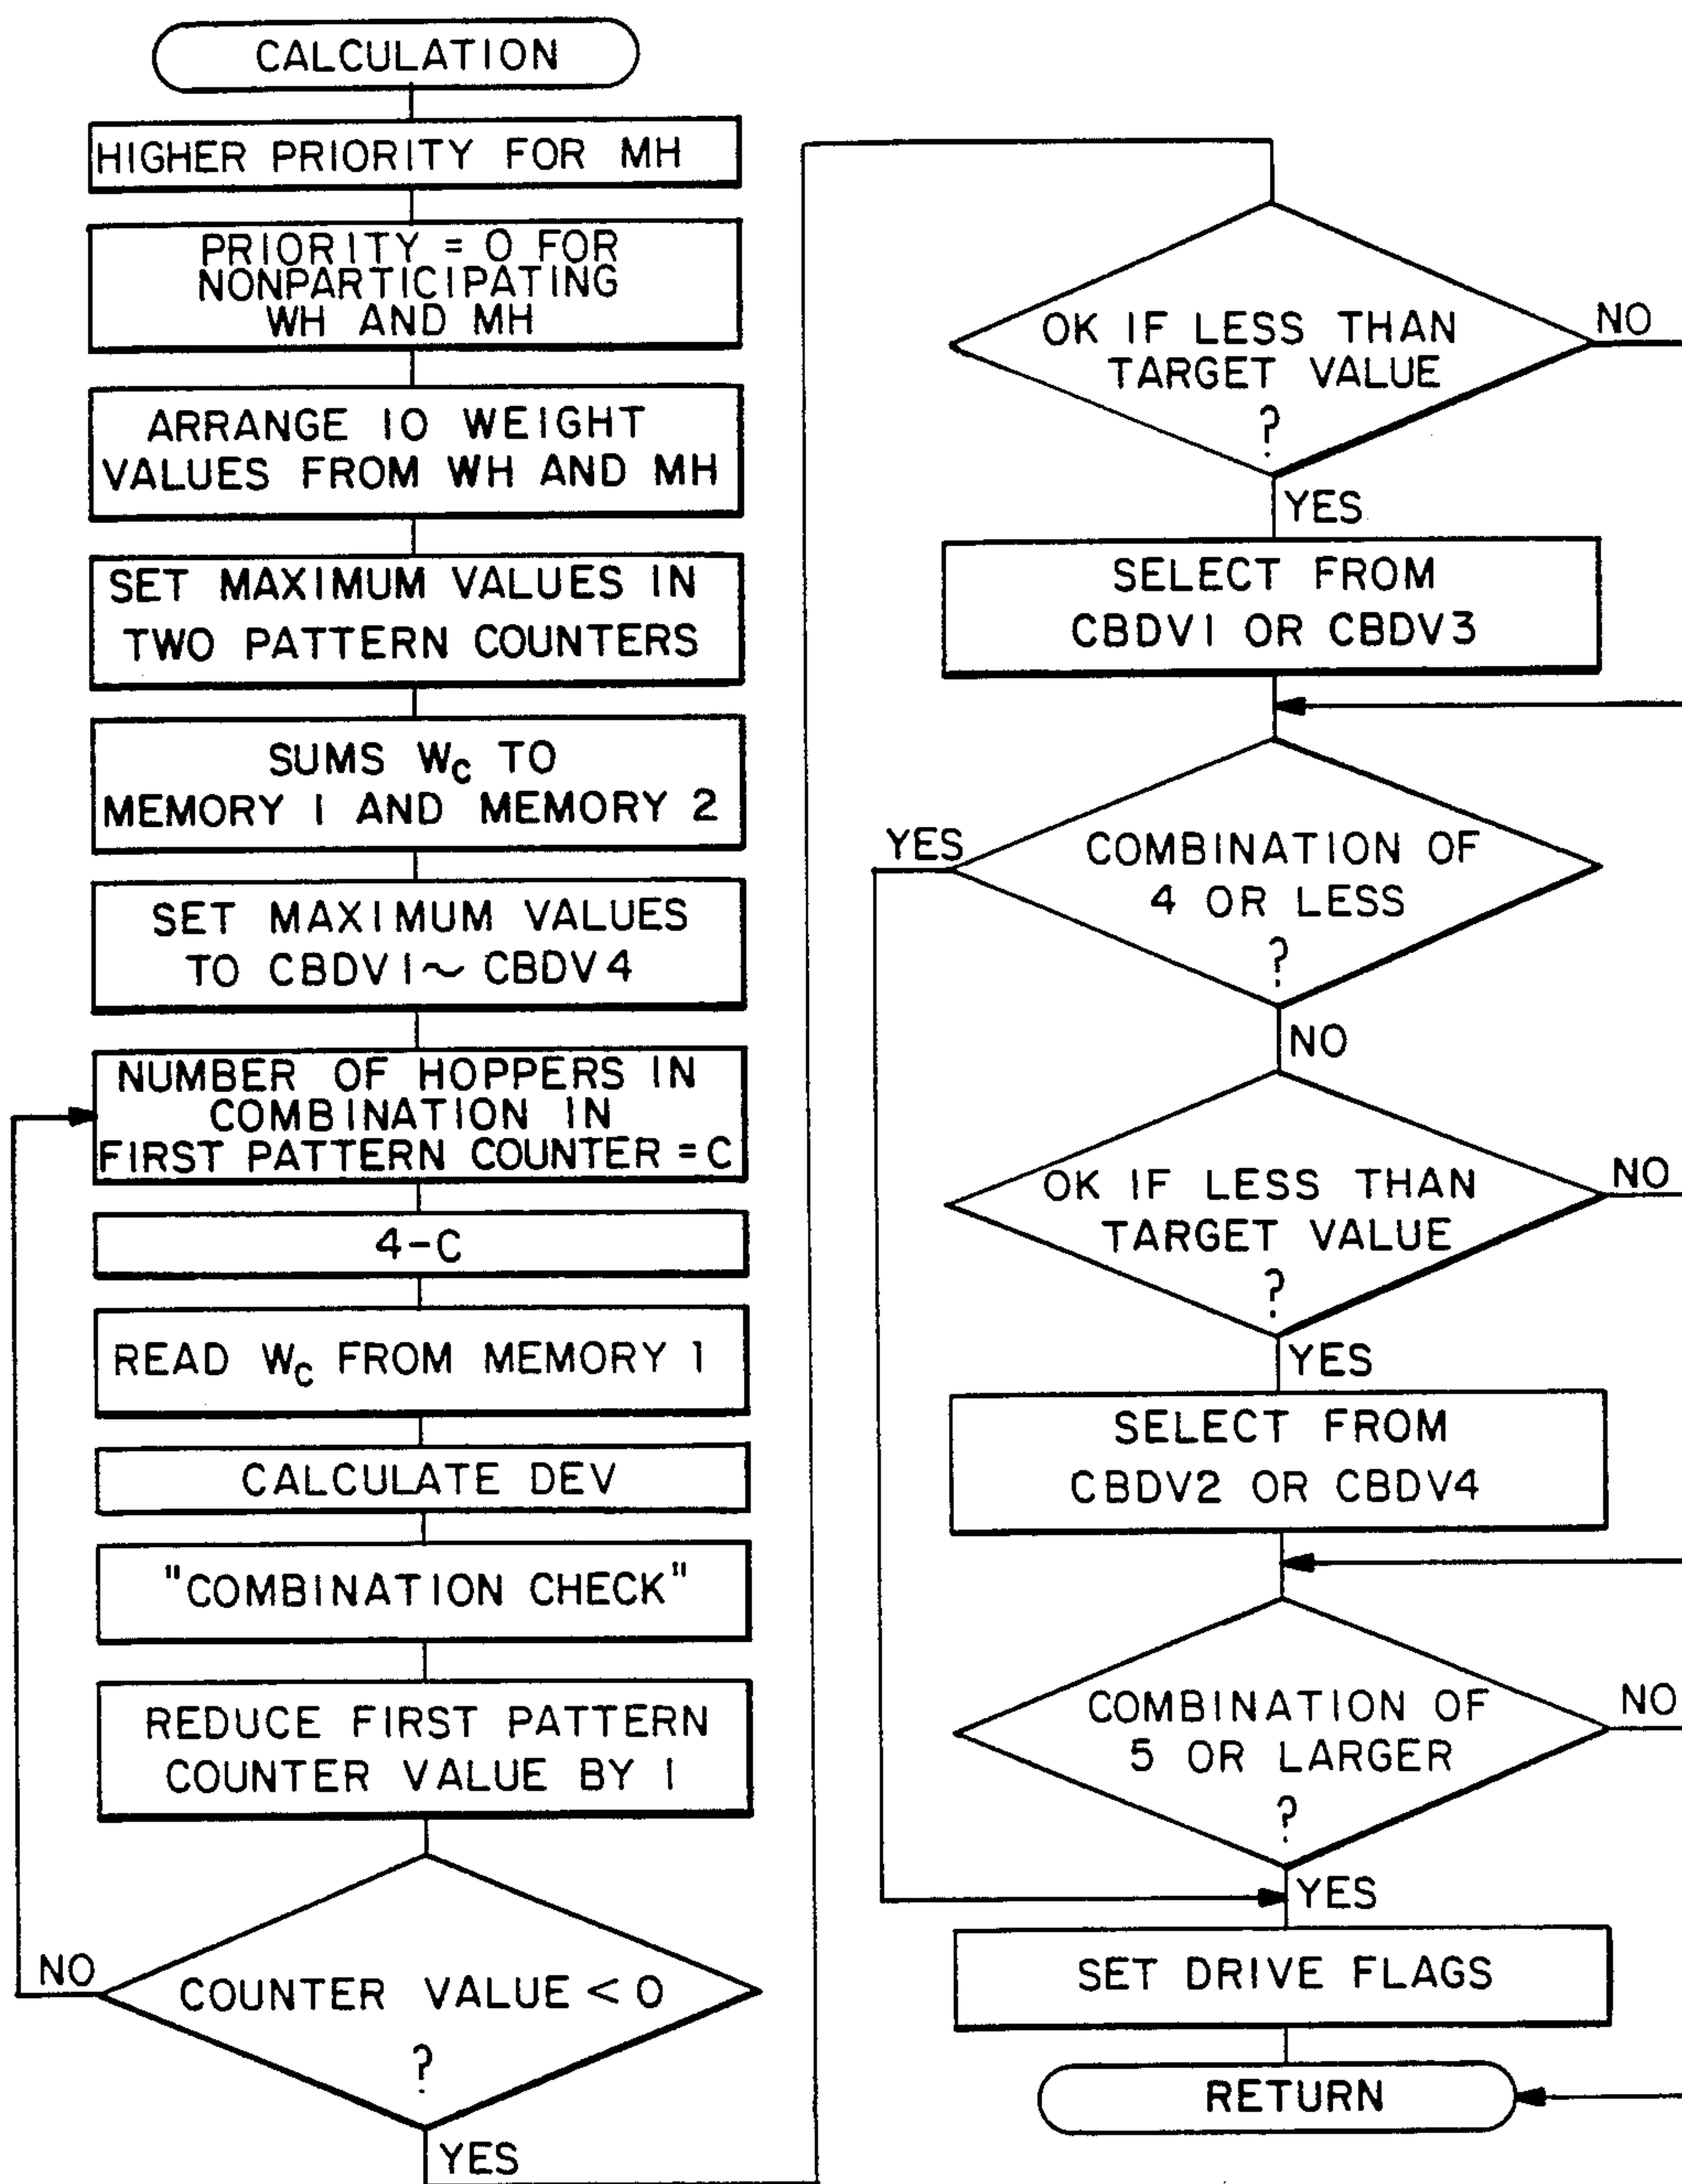 CALCULATION
HIGHER PRIORITY FOR MH
PRIORITY = 0 FOR
NONPARTICIPATING
WH AND MH
ARRANGE 10 WEIGHT
VALUES FROM WH AND MH
SET MAXIMUM VALUES IN
TWO PATTERN COUNTERS
SUMS Wc TO
MEMORY 1 AND MEMORY 2
SET MAXIMUM VALUES
TO CBDV1~ CBDV4
NUMBER OF HOPPERS IN
COMBINATION IN
FIRST PATTERN COUNTER = C
4-C
READ Wc FROM MEMORY 1
CALCULATE DEV
"COMBINATION CHECK"
REDUCE FIRST PATTERN
COUNTER VALUE BY 1
NO
COUNTER VALUE < 0
?
YES
OK IF LESS THAN
TARGET VALUE
?
NO
YES
SELECT FROM
CBDV1 OR CBDV3
YES
COMBINATION OF
4 OR LESS
?
NO
OK IF LESS THAN
TARGET VALUE
?
NO
YES
SELECT FROM
CBDV2 OR CBDV4
COMBINATION OF
5 OR LARGER
?
NO
YES
SET DRIVE FLAGS
RETURN